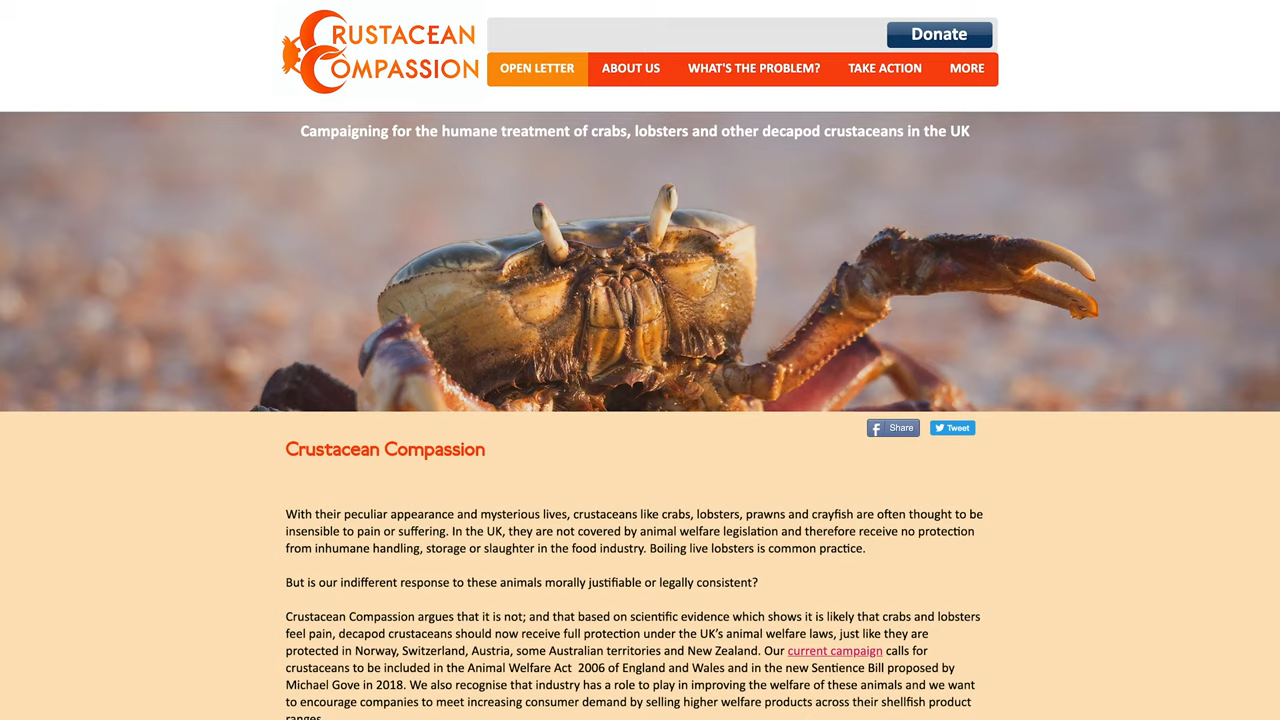 CRUSTACEAN
COMPASSION
Donate
OPEN LETTER ABOUT US WHAT'S THE PROBLEM? TAKE ACTION MORE
Campaigning for the humane treatment of crabs, lobsters and other decapod crustaceans in the UK
Share Tweet
Crustacean Compassion
With their peculiar appearance and mysterious lives, crustaceans like crabs, lobsters, prawns and crayfish are often thought to be
insensible to pain or suffering. In the UK, they are not covered by animal welfare legislation and therefore receive no protection
from inhumane handling, storage or slaughter in the food industry. Boiling live lobsters is common practice.
But is our indifferent response to these animals morally justifiable or legally consistent?
Crustacean Compassion argues that it is not; and that based on scientific evidence which shows it is likely that crabs and lobsters
feel pain, decapod crustaceans should now receive full protection under the UK’s animal welfare laws, just like they are
protected in Norway, Switzerland, Austria, some Australian territories and New Zealand. Our current campaign calls for
crustaceans to be included in the Animal Welfare Act  2006 of England and Wales and in the new Sentience Bill proposed by
Michael Gove in 2018. We also recognise that industry has a role to play in improving the welfare of these animals and we want
to encourage companies to meet increasing consumer demand by selling higher welfare products across their shellfish product
ranges.